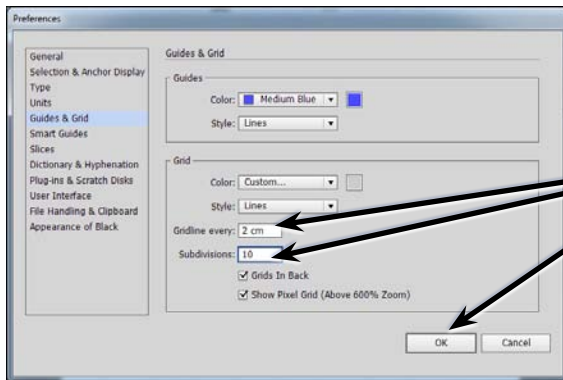 Preferences
General
Selection & Anchor Display
Type
Units
Guides & Grid
Smart Guides
Slices
Dictionary & Hyphenation
Plug-ins & Scratch Disks
User Interface
File Handling & Clipboard
Appearance of Black
Guides & Grid
Guides
Color: Medium Blue
Style: Lines
Grid
Color: Custom...
Style: Lines
Gridline every: 2 cm
Subdivisions: 10
Grids In Back
Show Pixel Grid (Above 600% Zoom)
OK Cancel